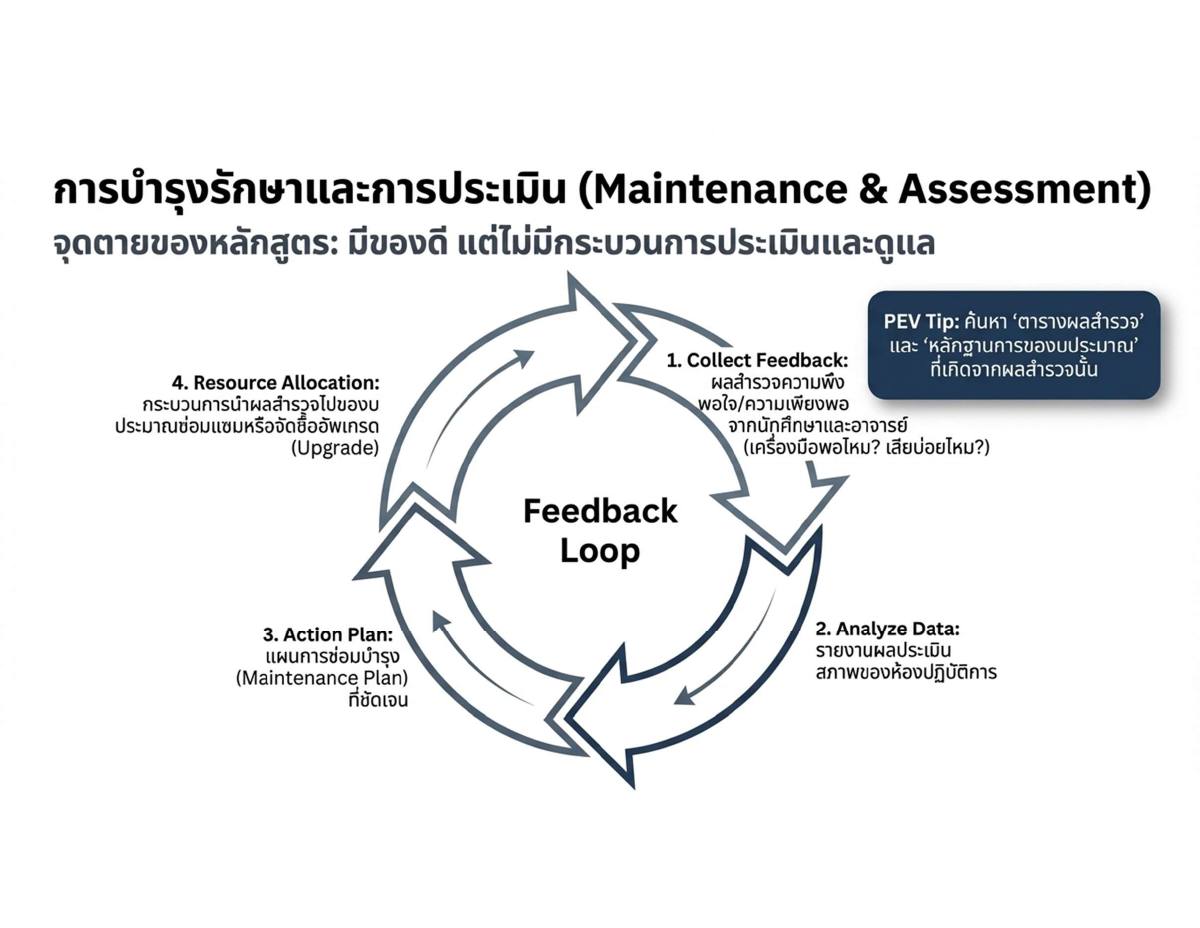 การบำรุงรักษาและการประเมิน (Maintenance & Assessment)
จุดตายของหลักสูตร: มีของดี แต่ไม่มีกระบวนการประเมินและดูแล
PEV Tip: ค้นหา ‘ตารางผลสำรวจ’
และ ‘หลักฐานการของบประมาณ’
ที่เกิดจากผลสำรวจนั้น
1. Collect Feedback:
ผลสำรวจความพึง
พอใจ/ความเพียงพอ
จากนักศึกษาและอาจารย์
(เครื่องมือพอไหม? เสียบ่อยไหม?)
2. Analyze Data:
รายงานผลประเมิน
สภาพของห้องปฏิบัติการ
3. Action Plan:
แผนการซ่อมบำรุง
(Maintenance Plan)
ที่ชัดเจน
4. Resource Allocation:
กระบวนการนำผลสำรวจไปของบ
ประมาณซ่อมแซมหรือจัดซื้ออัพเกรด
(Upgrade)
Feedback
Loop